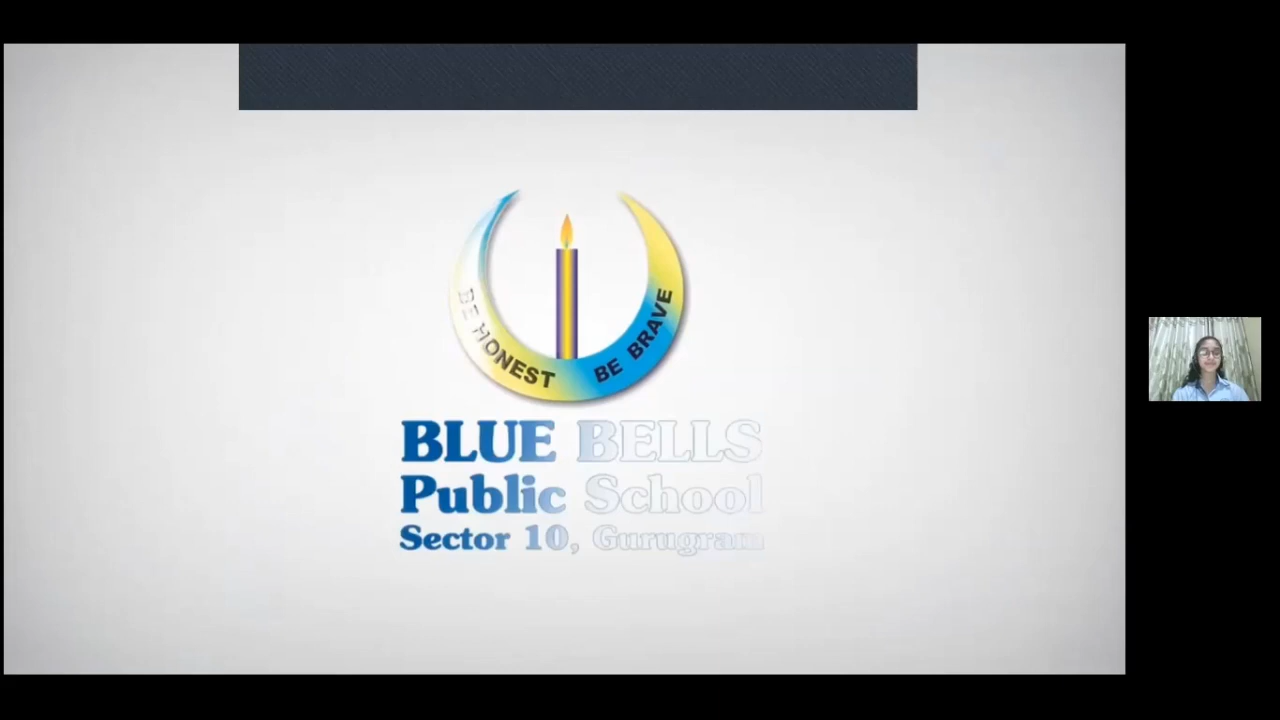 BE HONEST BE BRAVE
BLUE BELLS
Public School
Sector 10, Gurugram